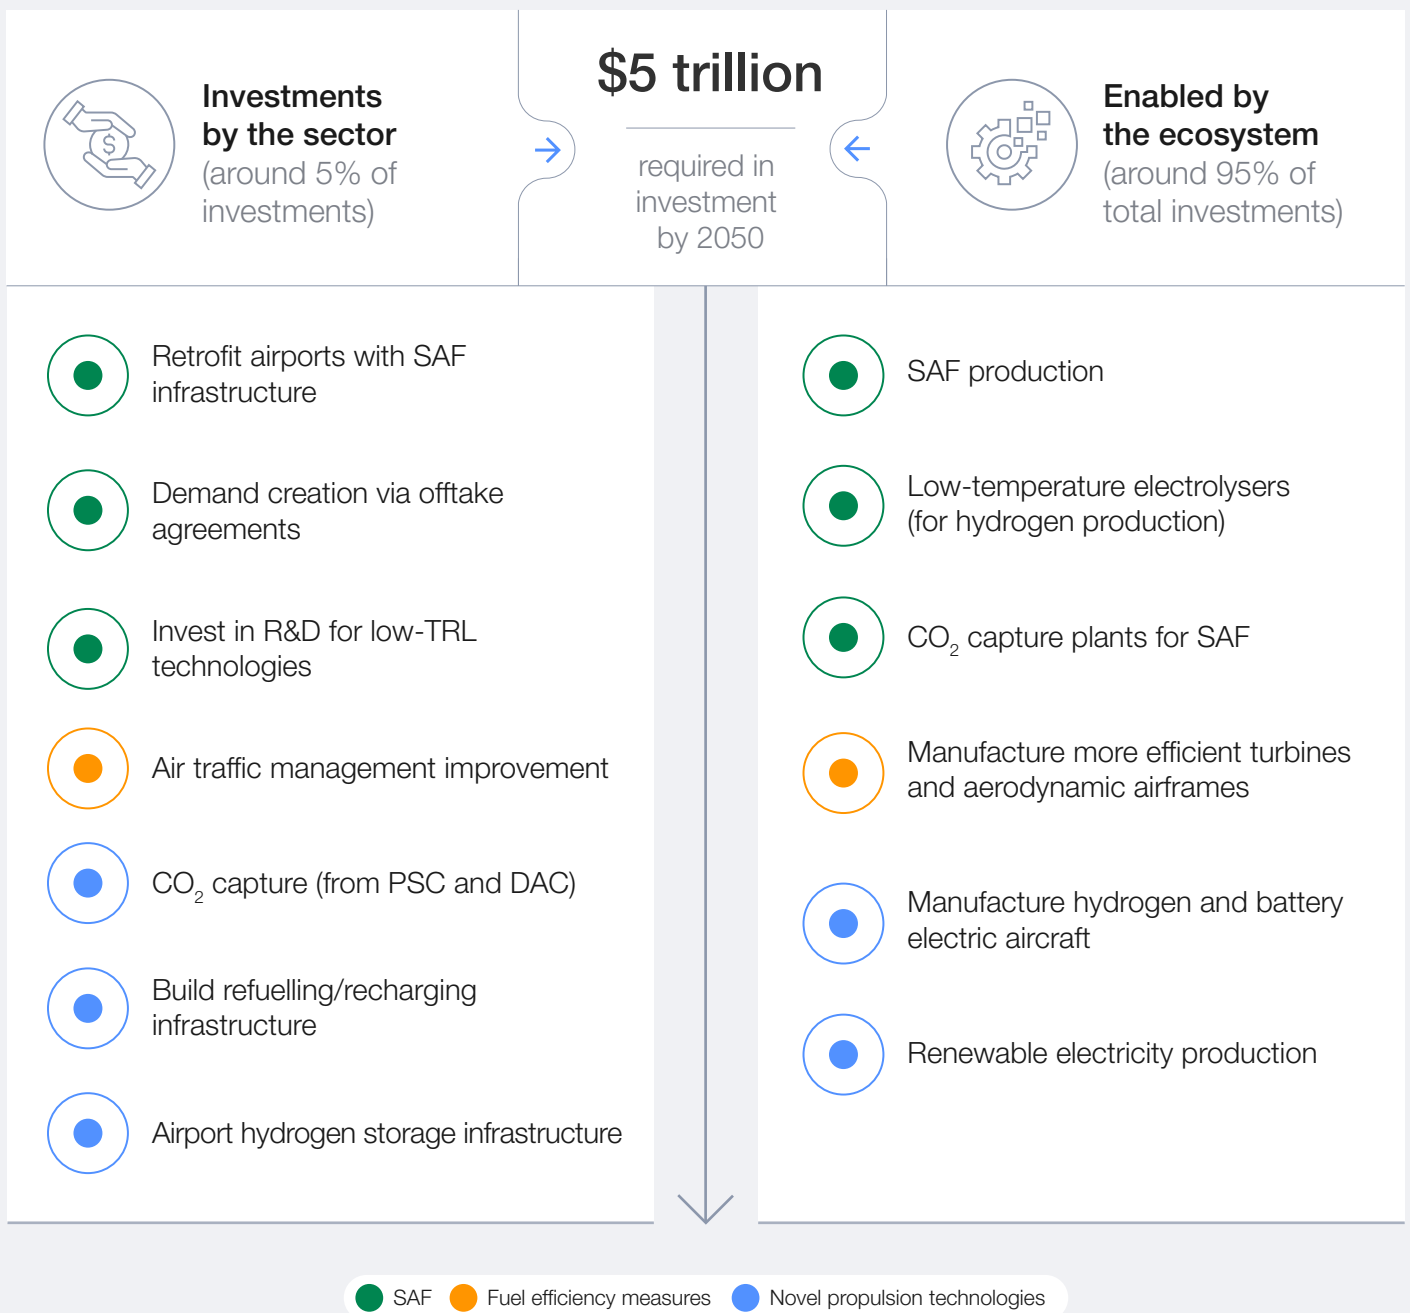 Investments
by the sector
(around 5% of
investments)
$
$5 trillion
required in
investment
by 2050
Enabled by
the ecosystem
(around 95% of
total investments)
Retrofit airports with SAF
infrastructure
Demand creation via offtake
agreements
Invest in R&D for low-TRL
technologies
Air traffic management improvement
CO₂ capture (from PSC and DAC)
Build refuelling/recharging
infrastructure
Airport hydrogen storage infrastructure
SAF production
Low-temperature electrolysers
(for hydrogen production)
CO₂ capture plants for SAF
Manufacture more efficient turbines
and aerodynamic airframes
Manufacture hydrogen and battery
electric aircraft
Renewable electricity production
SAF Fuel efficiency measures Novel propulsion technologies